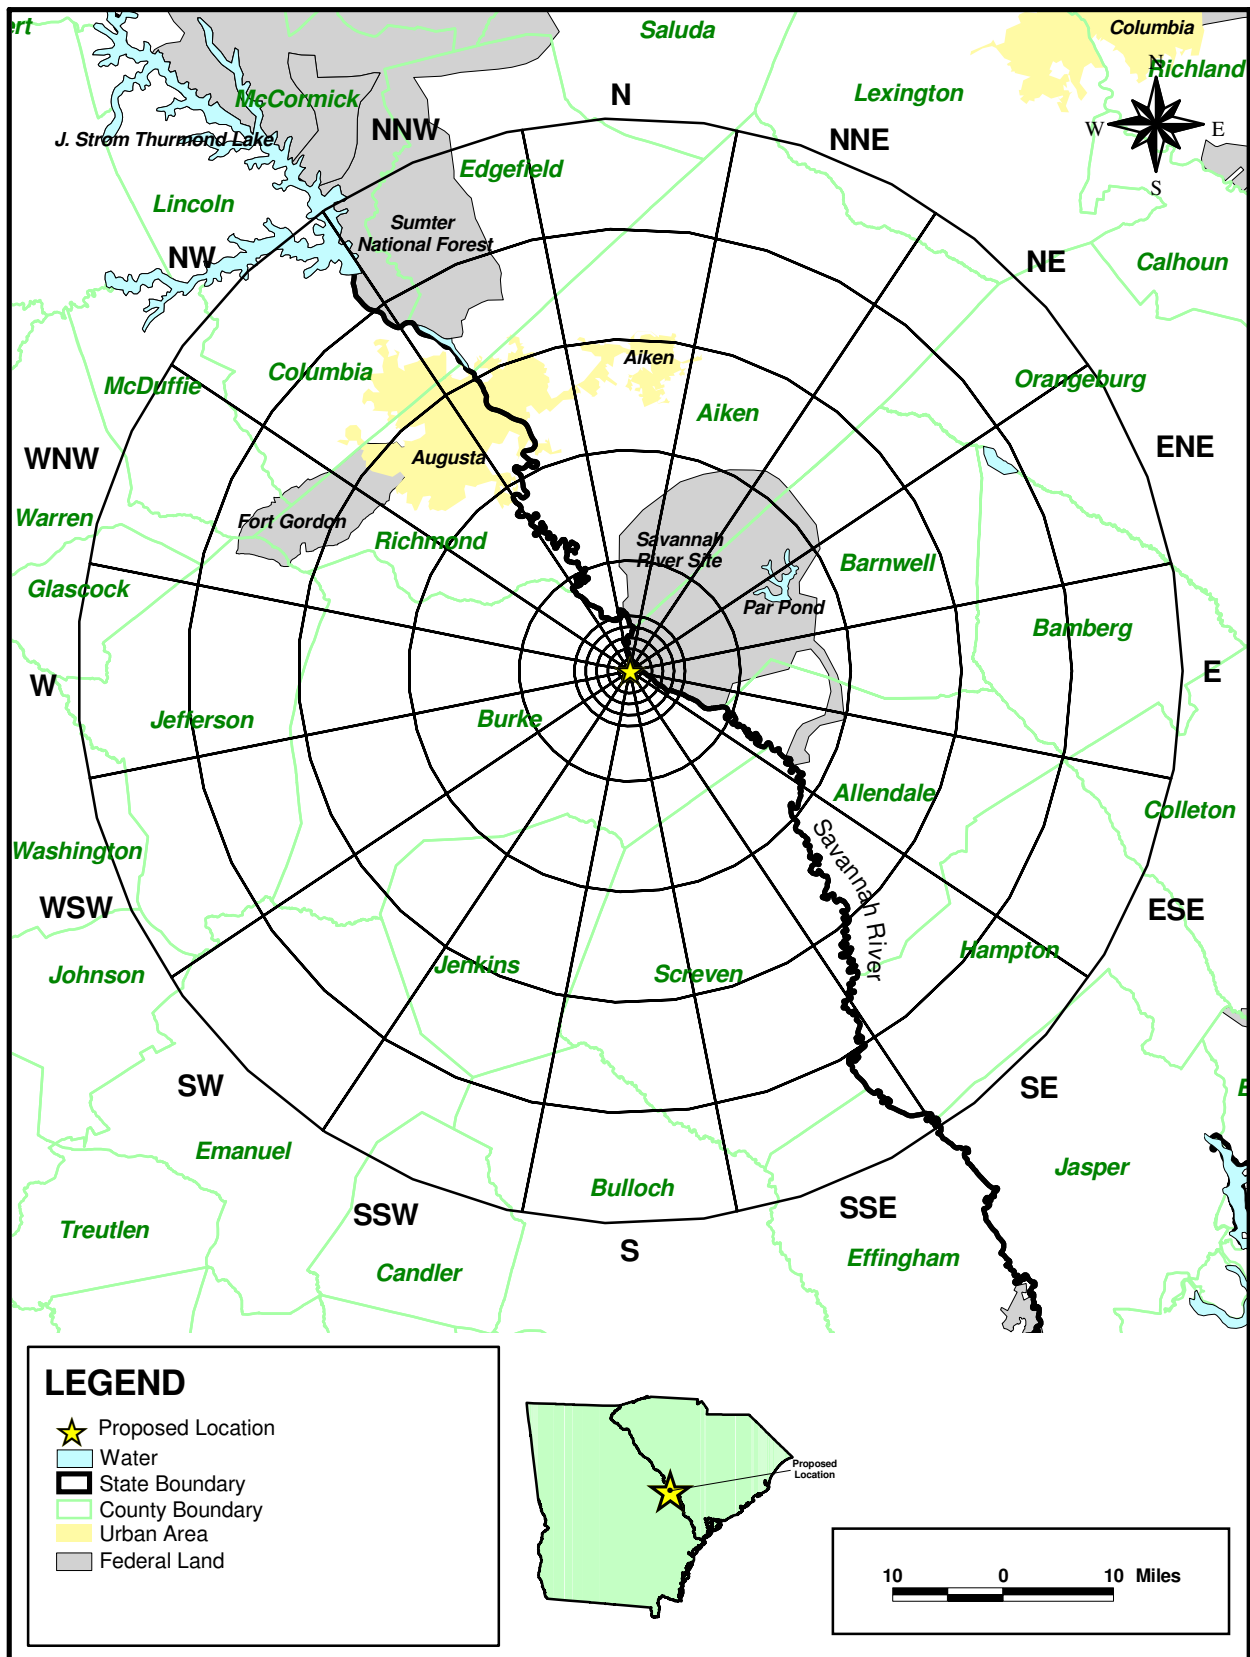 ert
Saluda
Columbia
N
Richland
McCormick
Lexington
N
NNW
W
E
NNE
J. Strom Thurmond Lake
Edgefield
S
Lincoln
Sumter
National Forest
NW
NE
Calhoun
Aiken
Columbia
McDuffie
Orangeburg
Aiken
WNW
Augusta
ENE
Warren
Fort Gordon
Richmond
Savannah
River Site
Barnwell
Glascock
Par Pond
Bamberg
W
E
Jefferson
Burke
Allendale
Colleton
Savannah River
Washington
WSW
ESE
Johnson
Jenkins
Screven
Hampton
SW
SE
Emanuel
Jasper
Bulloch
SSW
SSE
Treutlen
S
Effingham
Candler
LEGEND
Proposed Location
Water
State Boundary
County Boundary
Urban Area
Federal Land
Proposed
Location
10 0 10 Miles